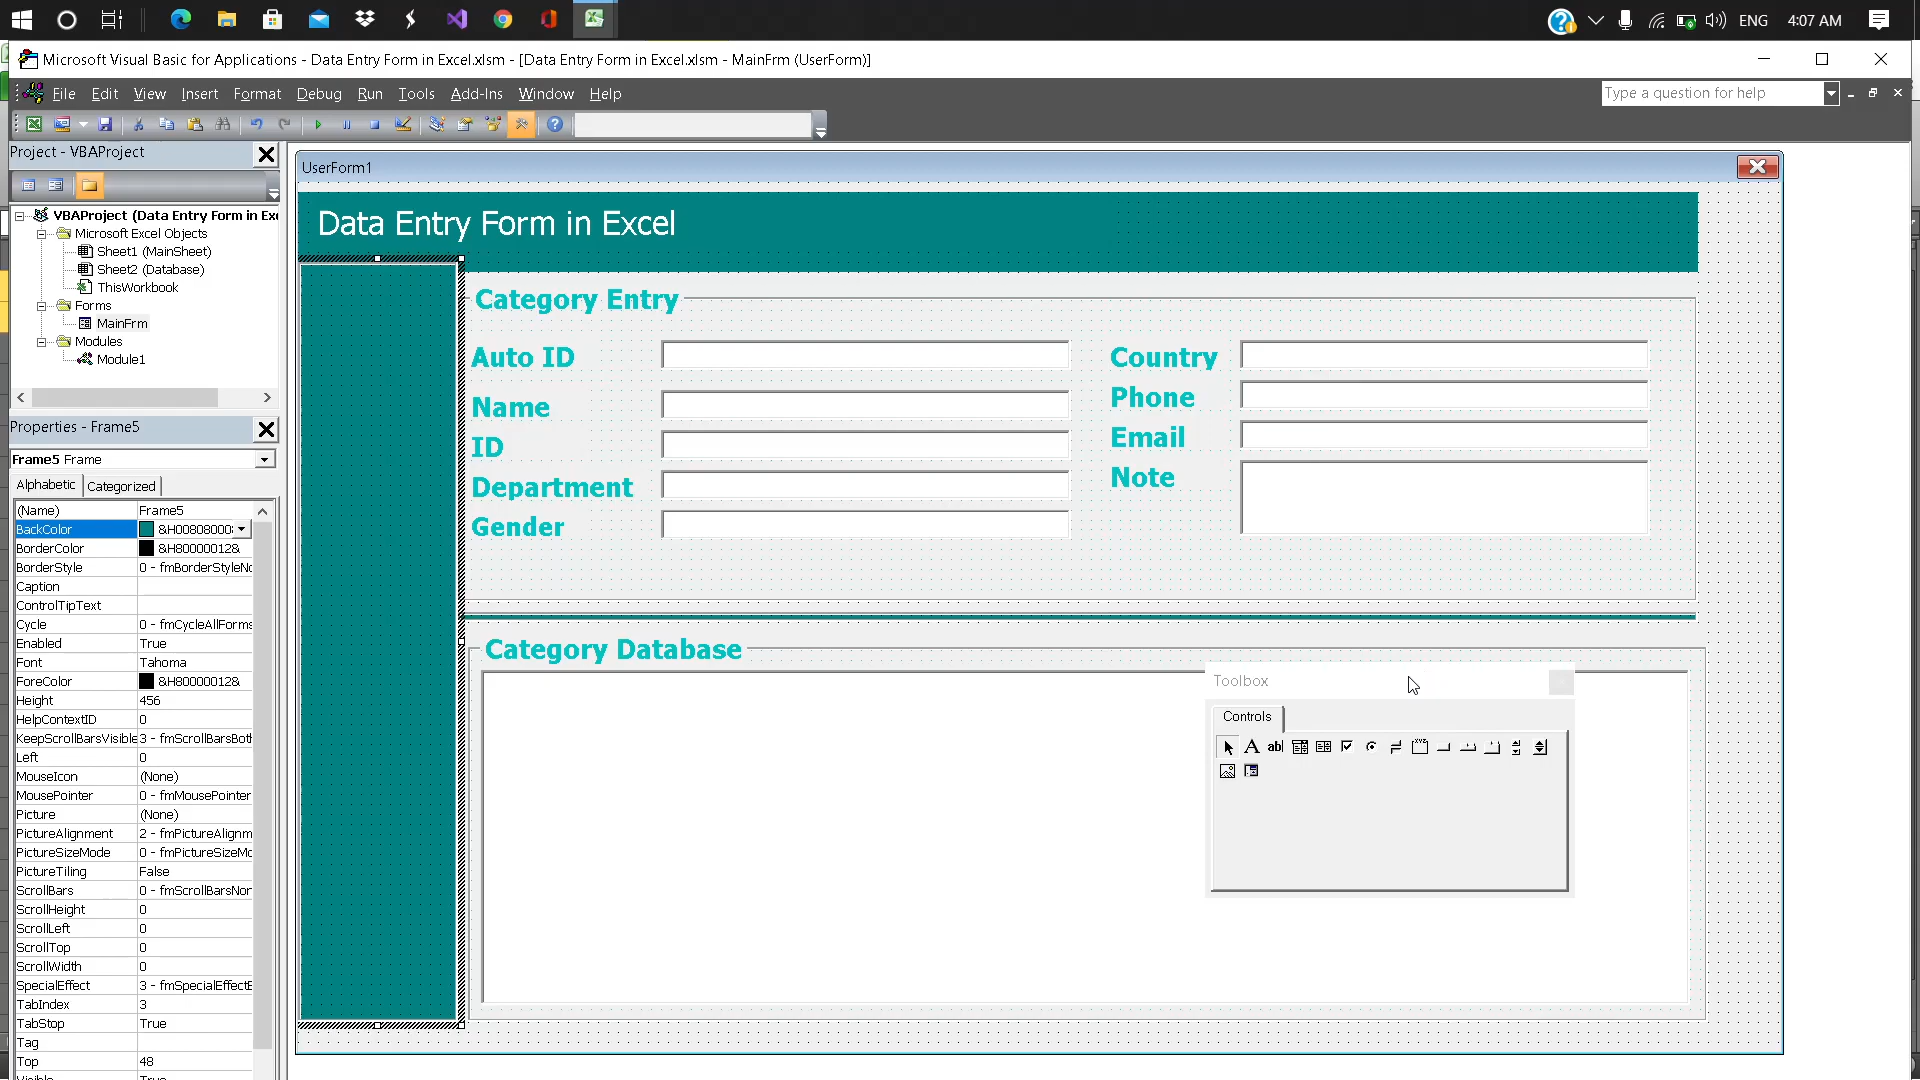 ENG
4:07 AM
Microsoft Visual Basic for Applications - Data Entry Form in Excel.xlsm - [Data Entry Form in Excel.xlsm - MainFrm (UserForm)]
File Edit View Insert Format Debug Run Tools Add-Ins Window Help
Type a question for help
Project - VBAProject
VBAProject (Data Entry Form in Ex
Microsoft Excel Objects
Sheet1 (MainSheet)
Sheet2 (Database)
ThisWorkbook
Forms
MainFrm
Modules
Module1
Properties - Frame5
Frame5 Frame
Alphabetic Categorized
(Name) Frame5
BackColor &H00808000
BorderColor &H80000012&
BorderStyle 0 - fmBorderStyleNo
Caption
ControlTipText
Cycle 0 - fmCycleAllForms
Enabled True
Font Tahoma
ForeColor &H80000012&
Height 456
HelpContextID 0
KeepScrollBarsVisible 3 - fmScrollBarsBoth
Left 0
MouseIcon (None)
MousePointer 0 - fmMousePointer
Picture (None)
PictureAlignment 2 - fmPictureAlignm
PictureSizeMode 0 - fmPictureSizeMo
PictureTiling False
ScrollBars 0 - fmScrollBarsNon
ScrollHeight 0
ScrollLeft 0
ScrollTop 0
ScrollWidth 0
SpecialEffect 3 - fmSpecialEffectE
TabIndex 3
TabStop True
Tag
Top 48
UserForm1
Data Entry Form in Excel
Category Entry
Auto ID
Name
ID
Department
Gender
Country
Phone
Email
Note
Category Database
Toolbox
Controls
A abl